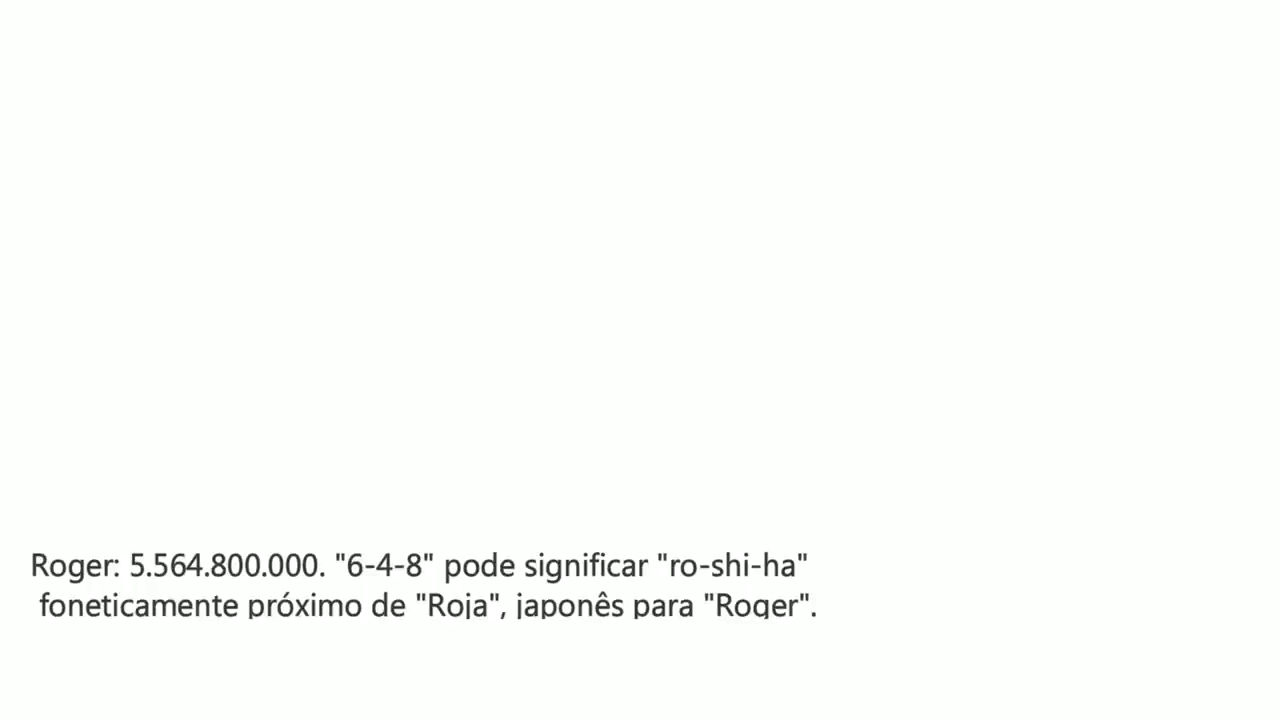 Roger: 5.564.800.000. "6-4-8" pode significar "ro-shi-ha"
foneticamente próximo de "Roja", japonês para "Roger".